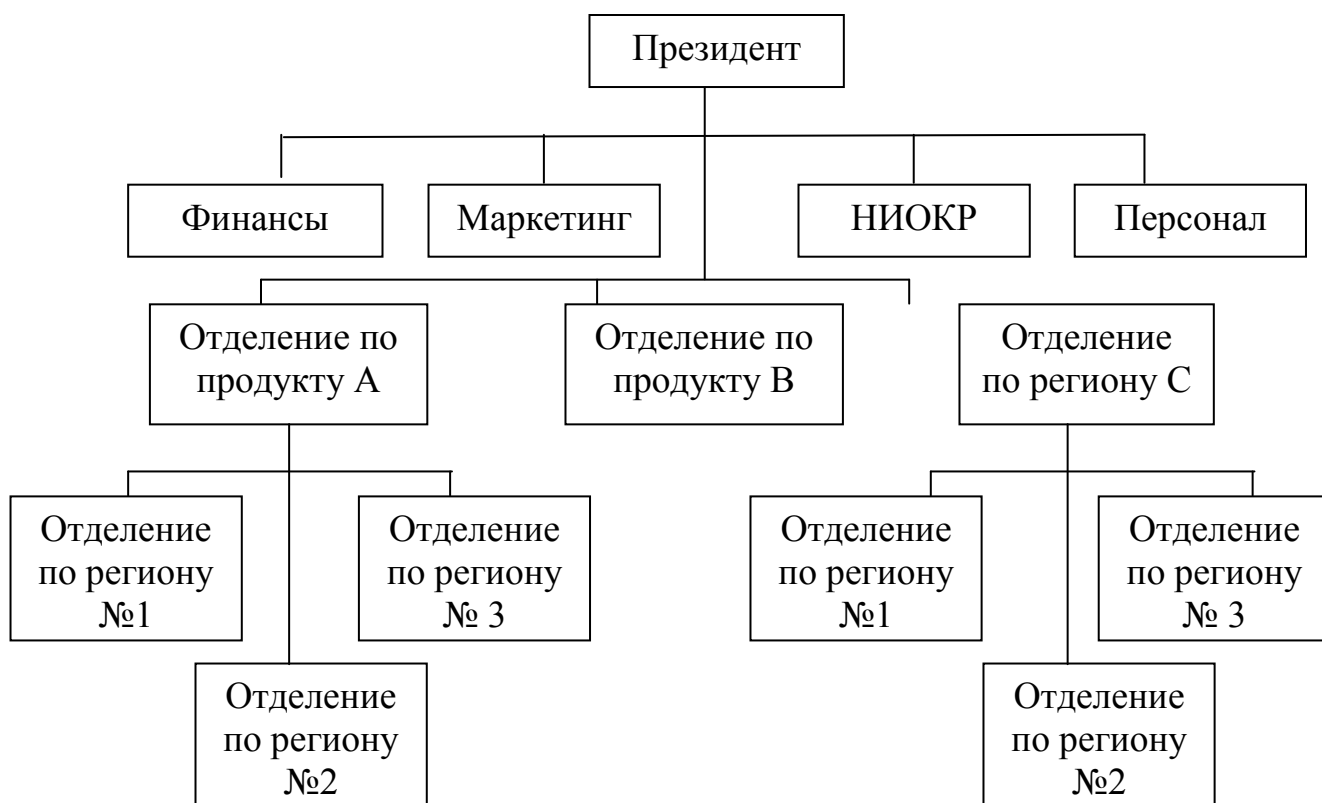 Президент
Финансы
Маркетинг
НИОКР
Персонал
Отделение по
продукту А
Отделение по
продукту В
Отделение
по региону С
Отделение
по региону
№1
Отделение
по региону
№ 3
Отделение
по региону
№1
Отделение
по региону
№ 3
Отделение
по региону
№2
Отделение
по региону
№2